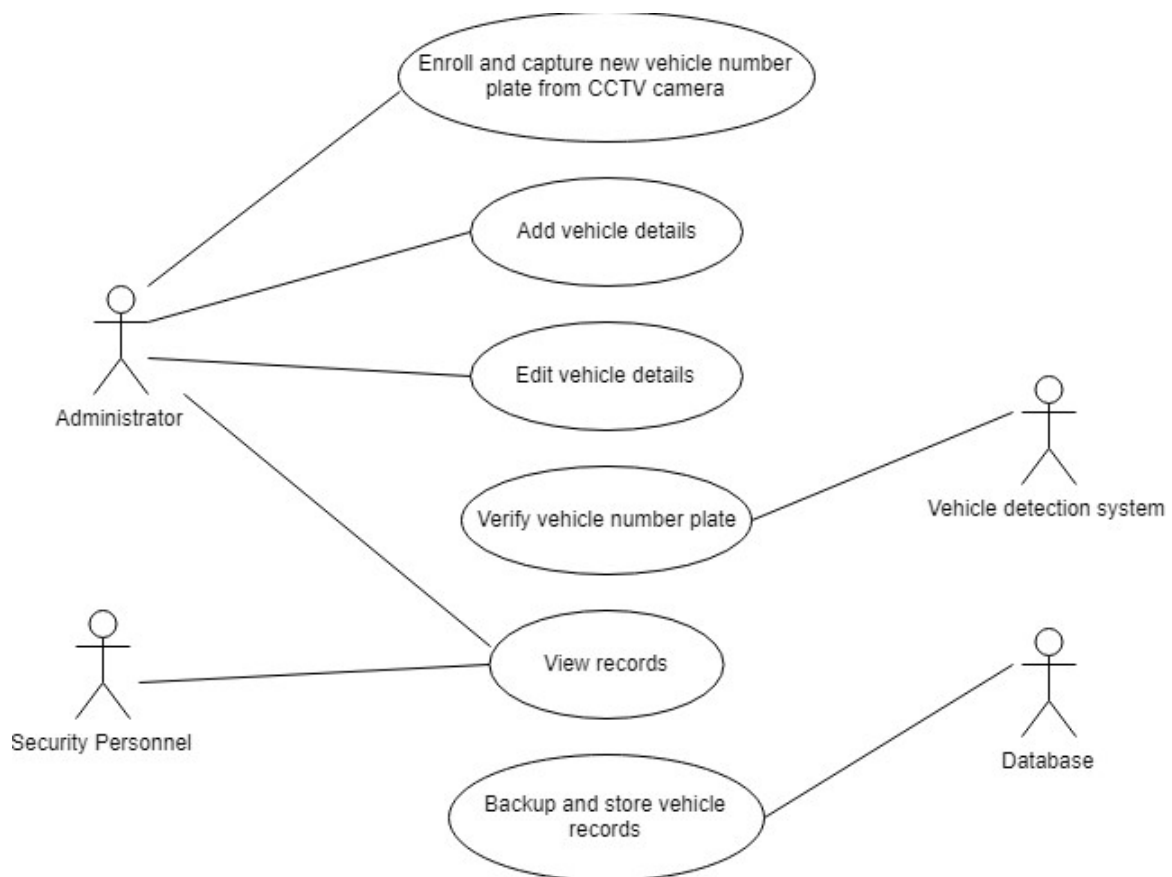 Enroll and capture new vehicle number
plate from CCTV camera
Add vehicle details
Edit vehicle details
Administrator
Verify vehicle number plate
Vehicle detection system
View records
Security Personnel
Database
Backup and store vehicle
records